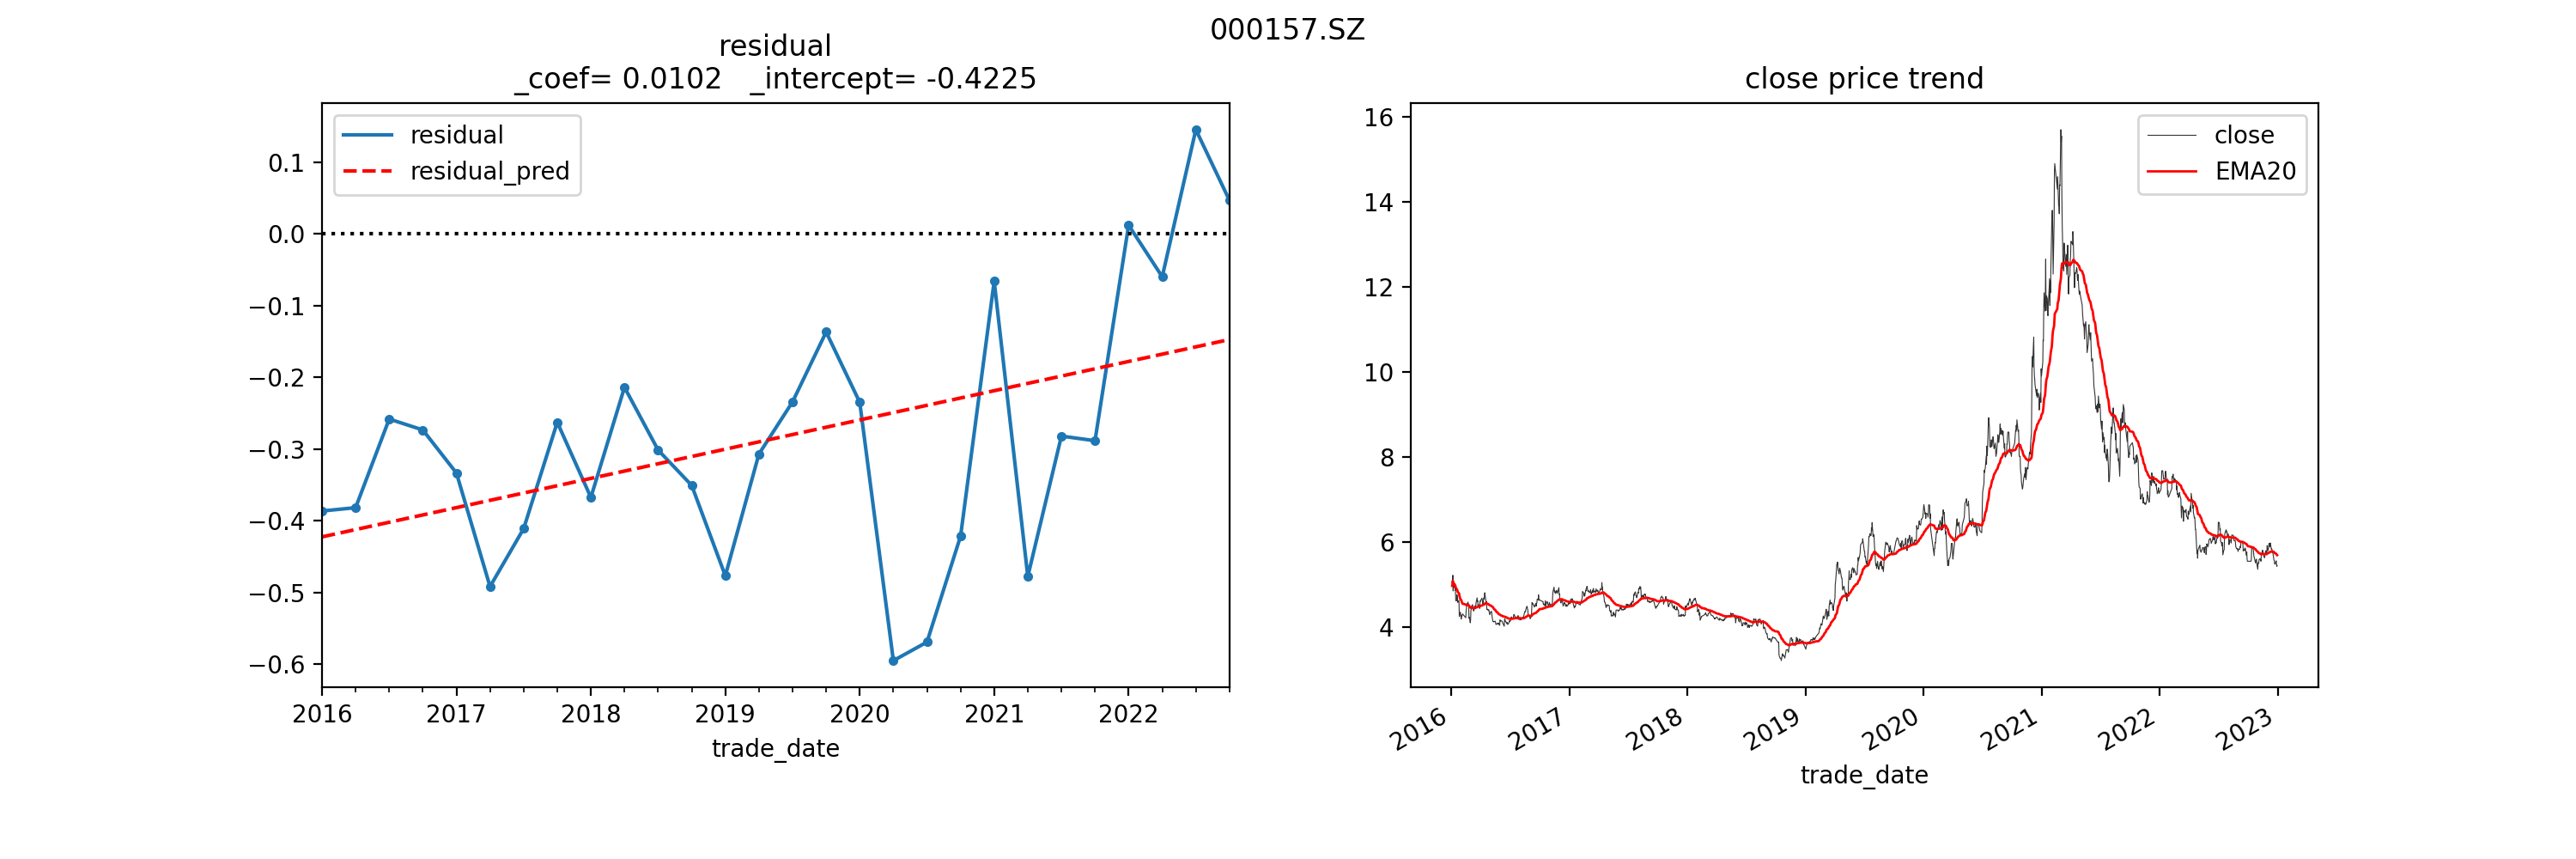 000157.SZ
residual
_coef= 0.0102   _intercept= -0.4225
residual
residual_pred
0.1
0.0
−0.1
−0.2
−0.3
−0.4
−0.5
−0.6
2016 2017 2018 2019 2020 2021 2022
trade_date
close price trend
close
EMA20
16
14
12
10
8
6
4
2016 2017 2018 2019 2020 2021 2022 2023
trade_date